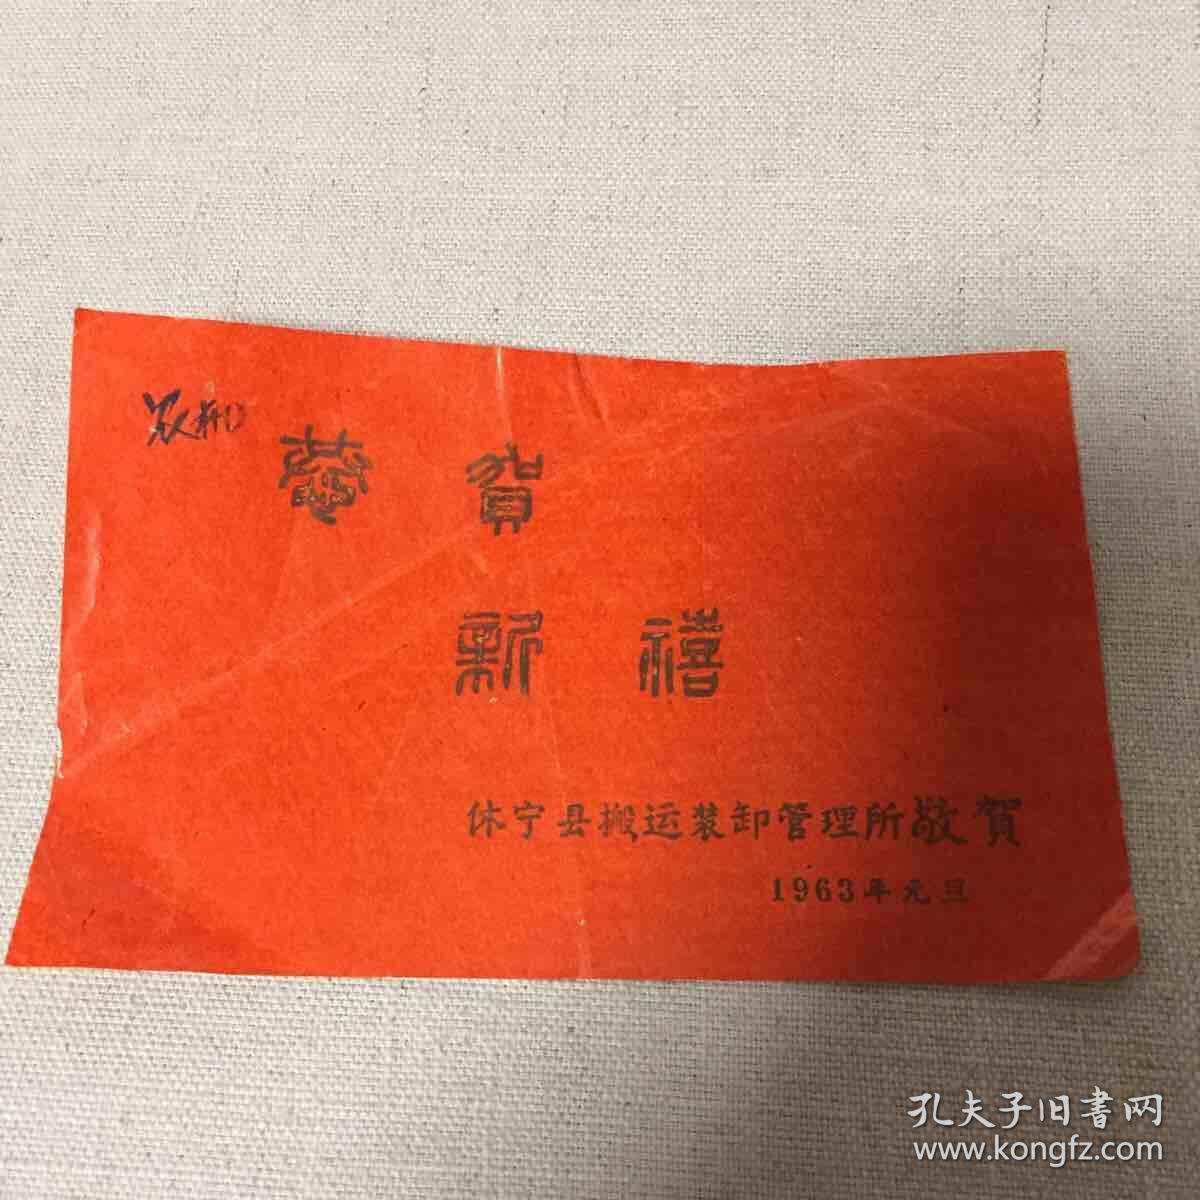 恭賀
新禧
休宁县搬运装卸管理所敬賀
1963年元旦
孔夫子旧書网
www.kongfz.com